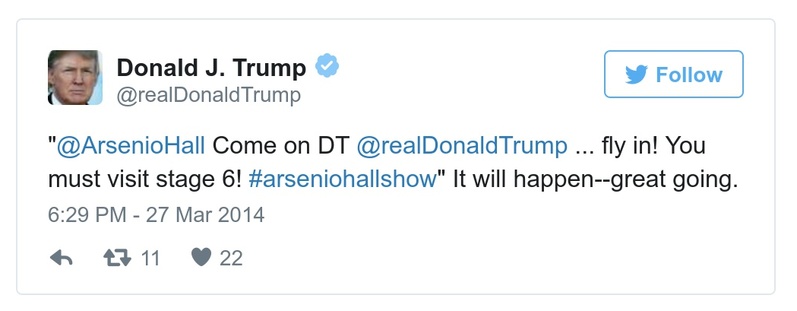 Donald J. Trump
@realDonaldTrump
Follow
"@ArsenioHall Come on DT @realDonaldTrump ... fly in! You
must visit stage 6! #arseniohallshow" It will happen--great going.
6:29 PM - 27 Mar 2014
11 22